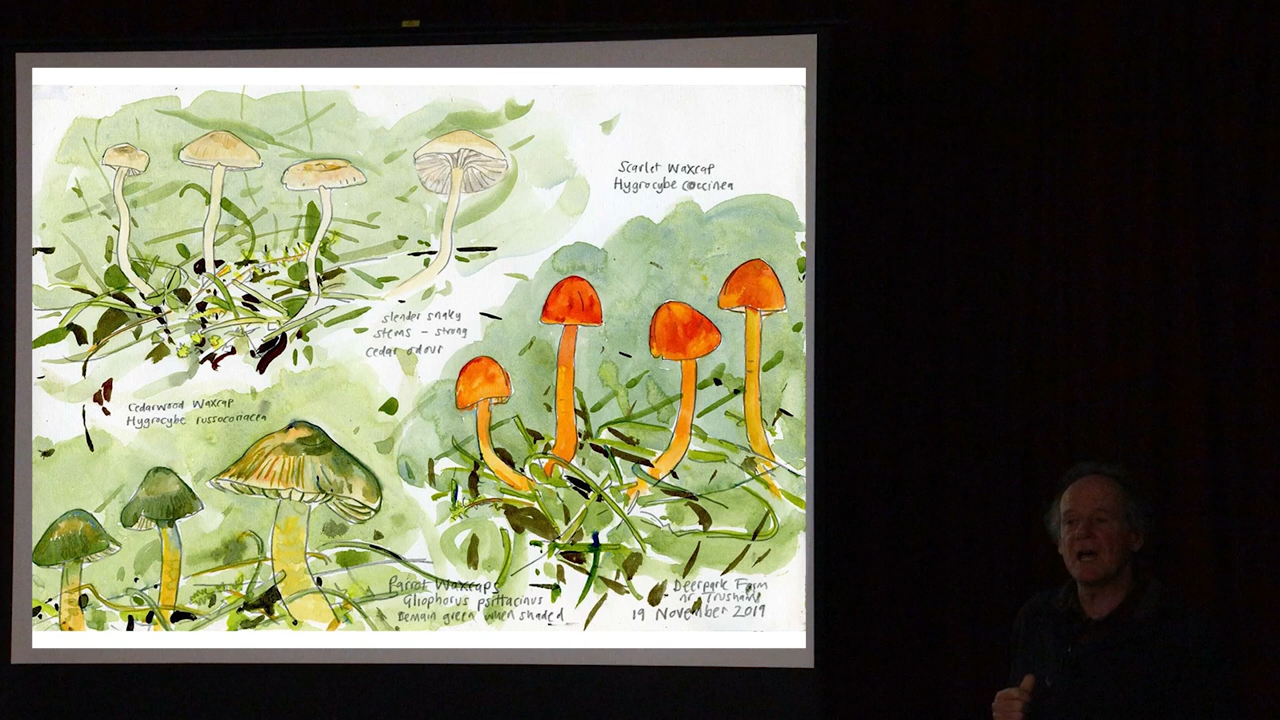 Scarlet Waxcap
Hygrocybe coccinea
slender snaky
stems – strong
cedar odour
Cedarwood Waxcap
Hygrocybe russocoriacea
Parrot Waxcaps
Gliophorus psittacinus
Remain green when shaded
Deerpark Farm
nr Trusham
19 November 2019